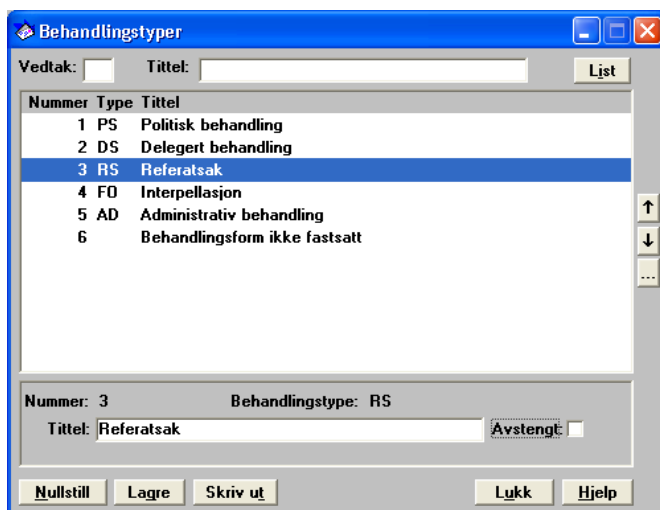 Behandlingstyper
Vedtak: Tittel: List
Nummer Type Tittel
1 PS Politisk behandling
2 DS Delegert behandling
3 RS Referatsak
4 FO Interpellasjon
5 AD Administrativ behandling
6 Behandlingsform ikke fastsatt
...
Nummer: 3 Behandlingstype: RS
Tittel: Referatsak Avstengt:
Nullstill Lagre Skriv ut Lukk Hjelp